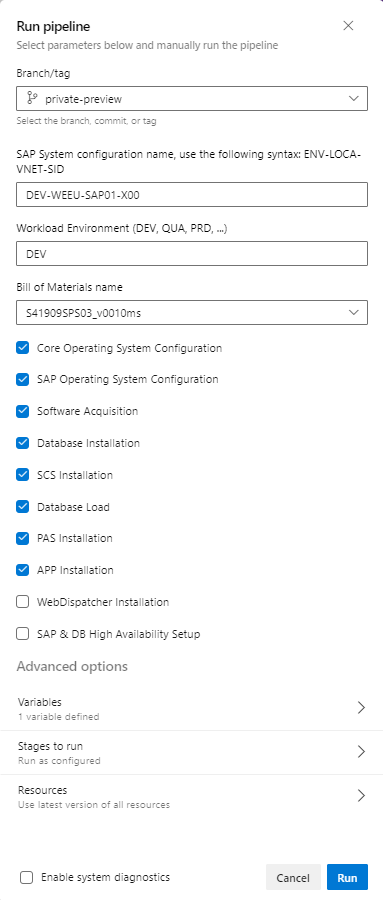 Run pipeline
Select parameters below and manually run the pipeline
Branch/tag
private-preview
Select the branch, commit, or tag
SAP System configuration name, use the following syntax: ENV-LOCA-
VNET-SID
DEV-WEEU-SAP01-X00
Workload Environment (DEV, QUA, PRD, ...)
DEV
Bill of Materials name
S41909SPS03_v0010ms
Core Operating System Configuration
SAP Operating System Configuration
Software Acquisition
Database Installation
SCS Installation
Database Load
PAS Installation
APP Installation
WebDispatcher Installation
SAP & DB High Availability Setup
Advanced options
Variables
1 variable defined
Stages to run
Run as configured
Resources
Use latest version of all resources
Enable system diagnostics
Cancel
Run